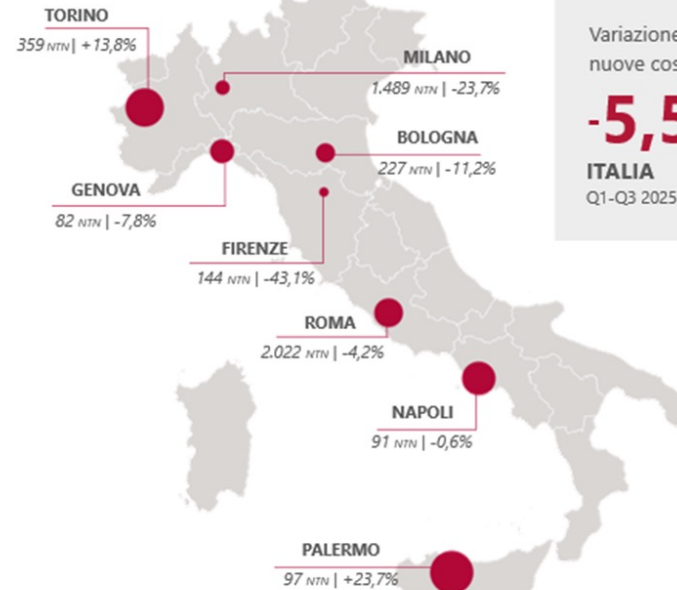 TORINO
359 NTN | +13,8%
MILANO
1.489 NTN | -23,7%
BOLOGNA
227 NTN | -11,2%
GENOVA
82 NTN | -7,8%
FIRENZE
144 NTN | -43,1%
ROMA
2.022 NTN | -4,2%
NAPOLI
91 NTN | -0,6%
PALERMO
97 NTN | +23,7%
Variazione
nuove cos
-5,5
ITALIA
Q1-Q3 2025